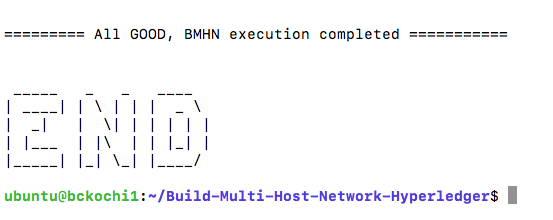 ========= All GOOD, BMHN execution completed ===========
 _____   _   _   ____
| ____| | \ | | |  _ \
|  _|   |  \| | | | | |
| |___  | |\  | | |_| |
|_____| |_| \_| |____/
ubuntu@bckochi1:~/Build-Multi-Host-Network-Hyperledger$